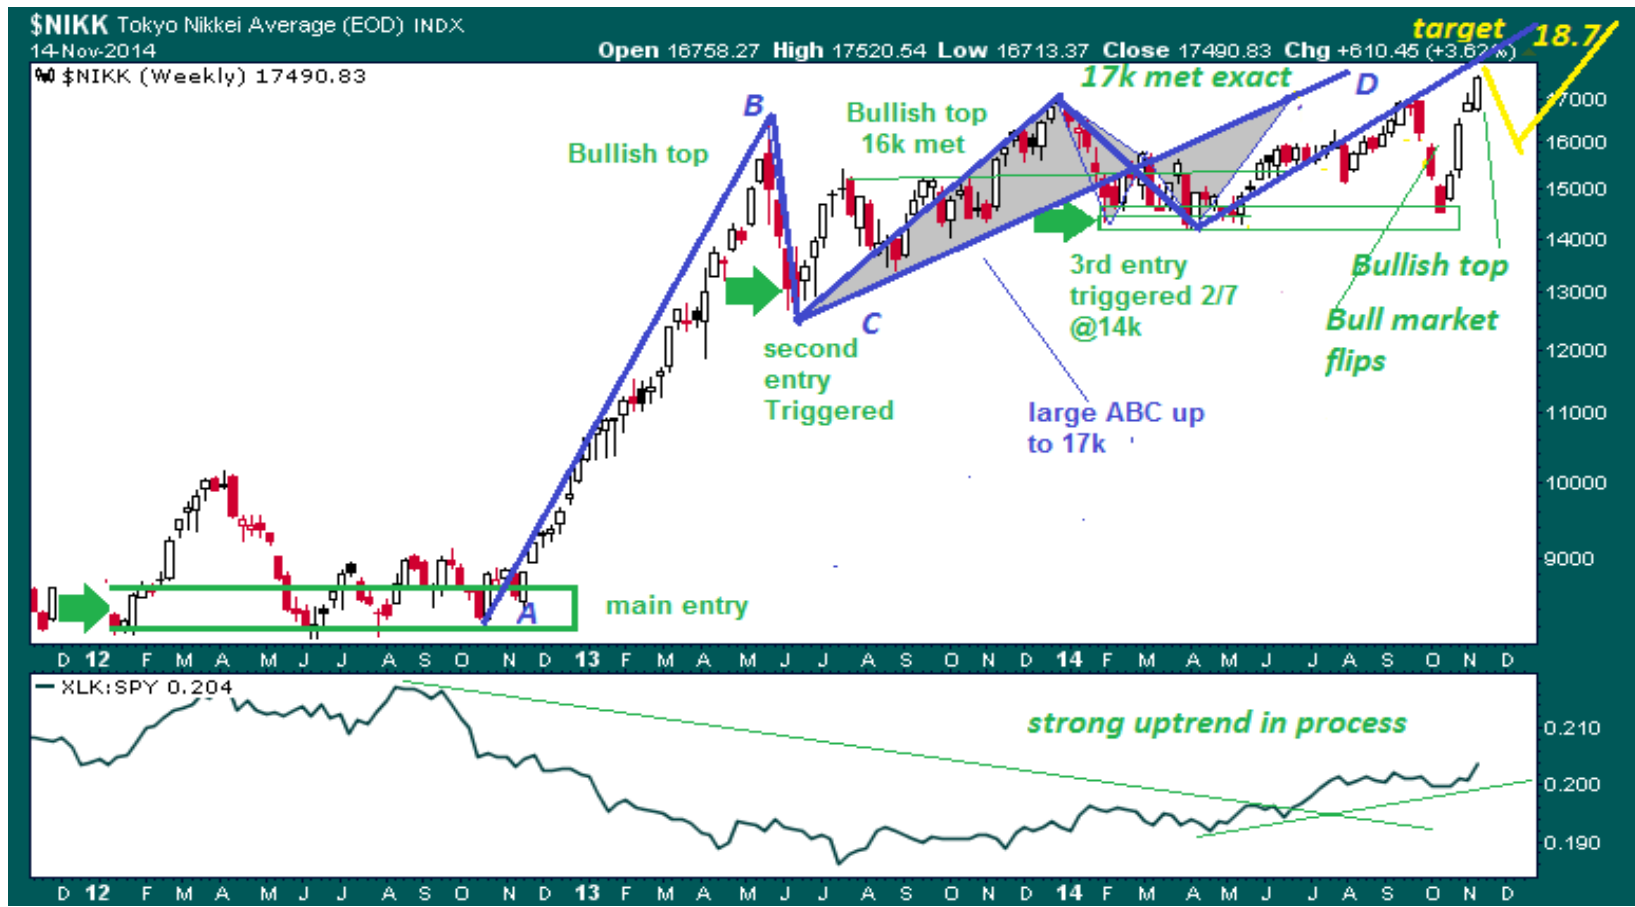 $NIKK Tokyo Nikkei Average (EOD) INDX
14-Nov-2014
Open 16758.27 High 17520.54 Low 16713.37 Close 17490.83 Chg +610.45 (+3.62%)
target
18.7
$NIKK (Weekly) 17490.83
17k met exact
B
D
Bullish top
Bullish top
16k met
17000
16000
15000
14000
13000
12000
11000
10000
9000
C
second
entry
Triggered
3rd entry
triggered 2/7
@14k
Bullish top
Bull market
flips
large ABC up
to 17k
A
main entry
D 12 F M A M J J A S O N D 13 F M A M J J A S O N D 14 F M A M J J A S O N D
XLK:SPY 0.204
strong uptrend in process
0.210
0.200
0.190
D 12 F M A M J J A S O N D 13 F M A M J J A S O N D 14 F M A M J J A S O N D